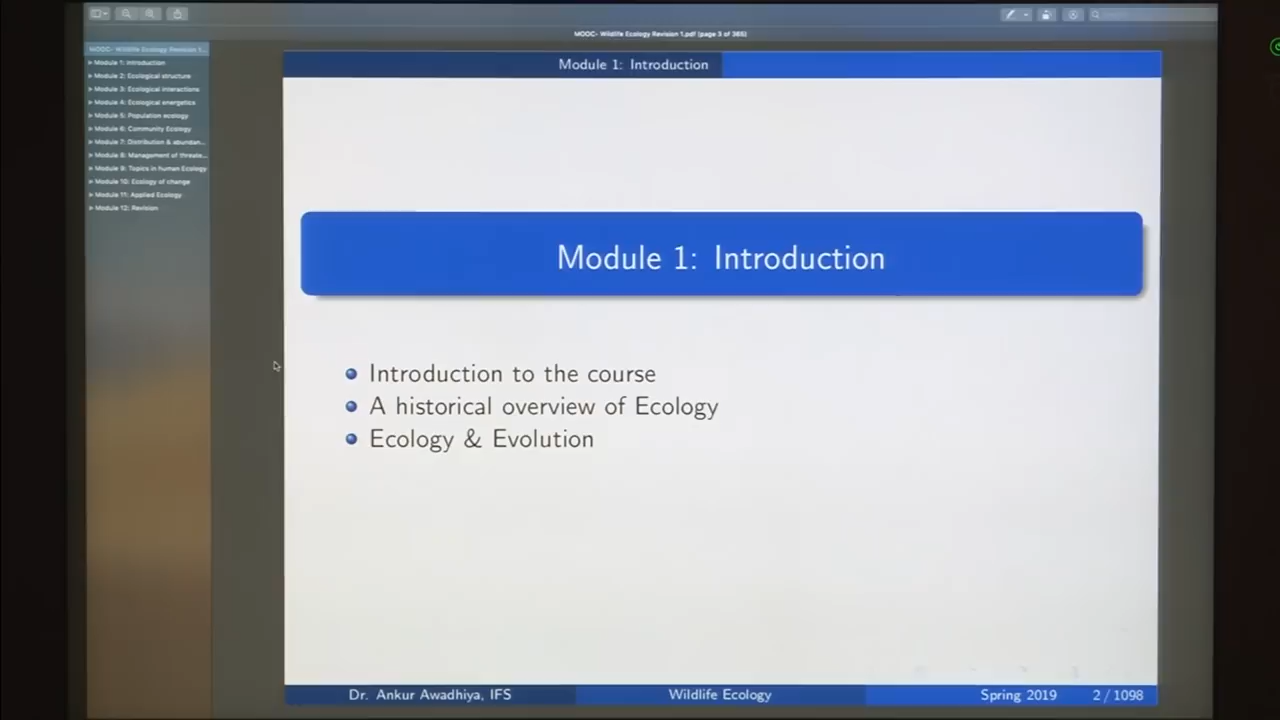 MOOC- Wildlife Ecology Revision 1.pdf (page 3 of 365)
MOOC- Wildlife Ecology Revision 1...
Module 1: Introduction
Module 2: Ecological structure
Module 3: Ecological interactions
Module 4: Ecological energetics
Module 5: Population ecology
Module 6: Community Ecology
Module 7: Distribution & abundan...
Module 8: Management of threate...
Module 9: Topics in human Ecology
Module 10: Ecology of change
Module 11: Applied Ecology
Module 12: Revision
Module 1: Introduction
Module 1: Introduction
Introduction to the course
A historical overview of Ecology
Ecology & Evolution
Dr. Ankur Awadhiya, IFS Wildlife Ecology Spring 2019 2 / 1098